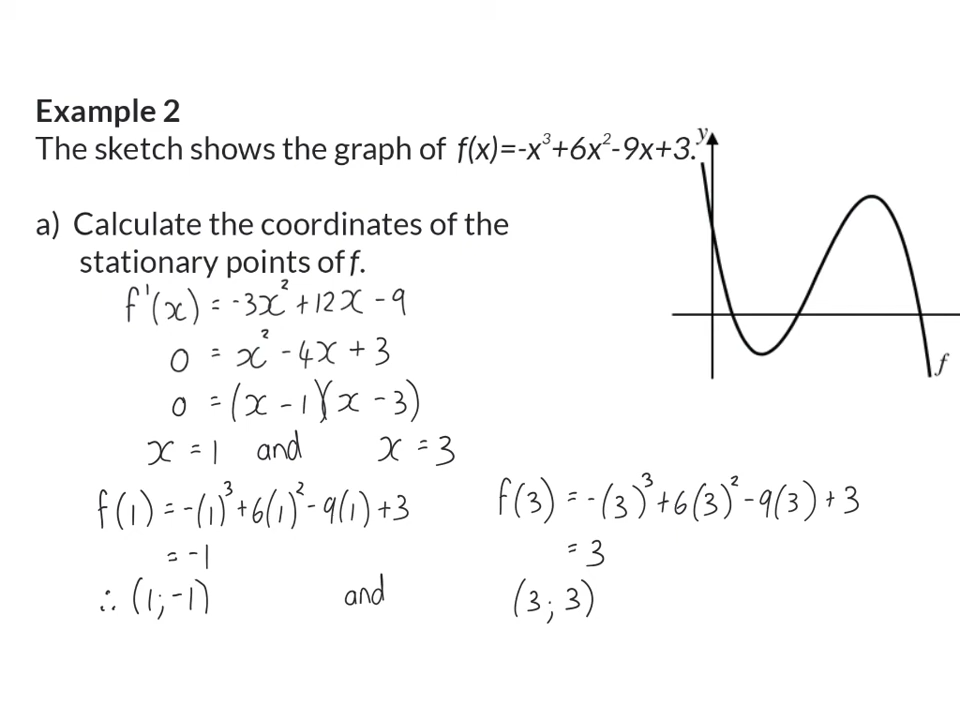 Example 2
The sketch shows the graph of f(x)=-x³+6x²-9x+3.
y
a) Calculate the coordinates of the
stationary points of f.
f'(x) = -3x² + 12x - 9
0 = x² - 4x + 3
0 = (x - 1)(x - 3)
x = 1 and x = 3
f(1) = -(1)³ + 6(1)² - 9(1) + 3
= -1
∴ (1; -1) and (3; 3)
f(3) = -(3)³ + 6(3)² - 9(3) + 3
= 3
f